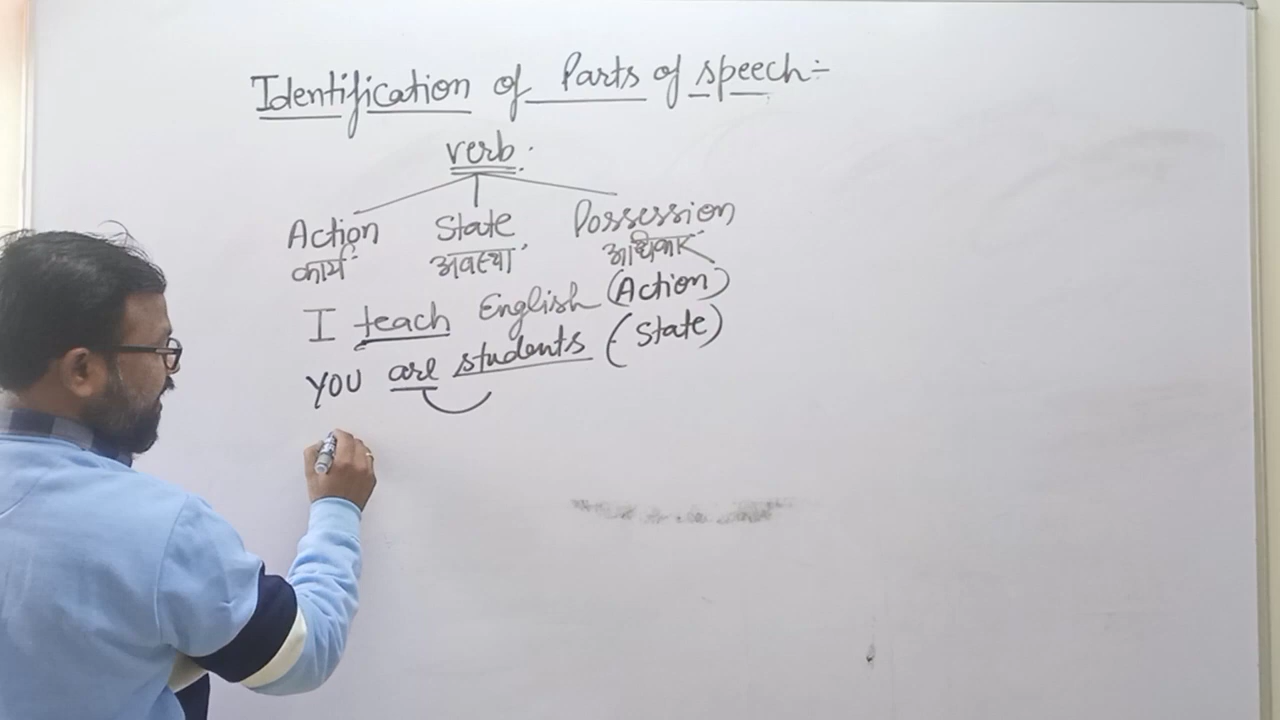 Identification of Parts of speech:-
verb.
Action State Possession
कार्य अवस्था अधिकार
I teach English (Action)
You are students (State)